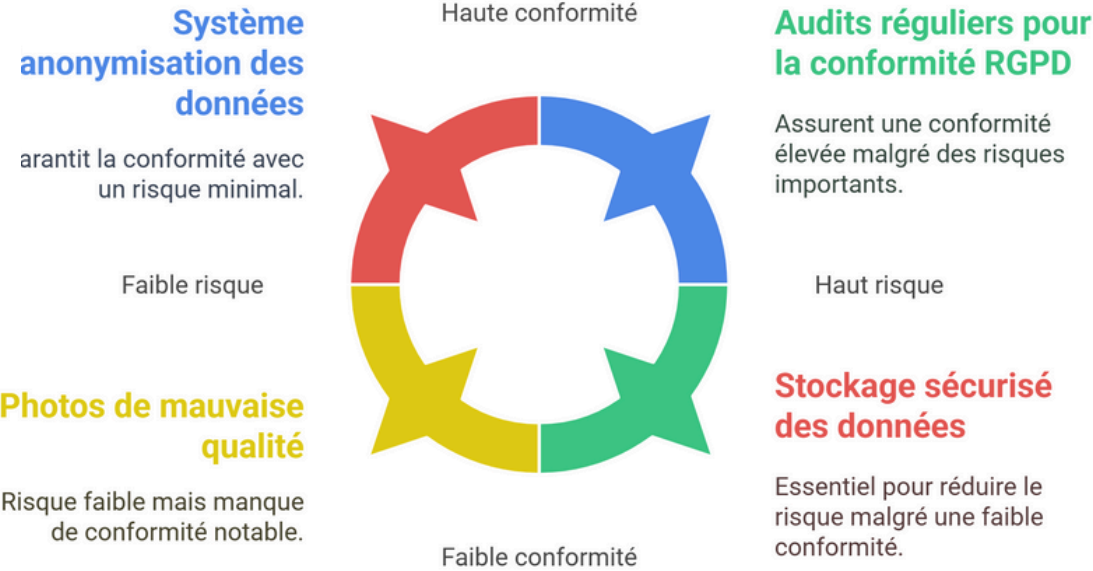 Haute conformité
Système
anonymisation des
données
arantit la conformité avec
un risque minimal.
Audits réguliers pour
la conformité RGPD
Assurent une conformité
élevée malgré des risques
importants.
Faible risque
Haut risque
Photos de mauvaise
qualité
Risque faible mais manque
de conformité notable.
Stockage sécurisé
des données
Essentiel pour réduire le
risque malgré une faible
conformité.
Faible conformité